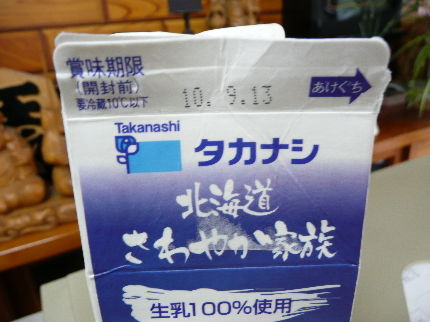 賞味期限
(開封前)
要冷蔵10℃以下
10. 9.13
あけぐち
Takanashi
タカナシ
北海道
さわやか家族
生乳100%使用